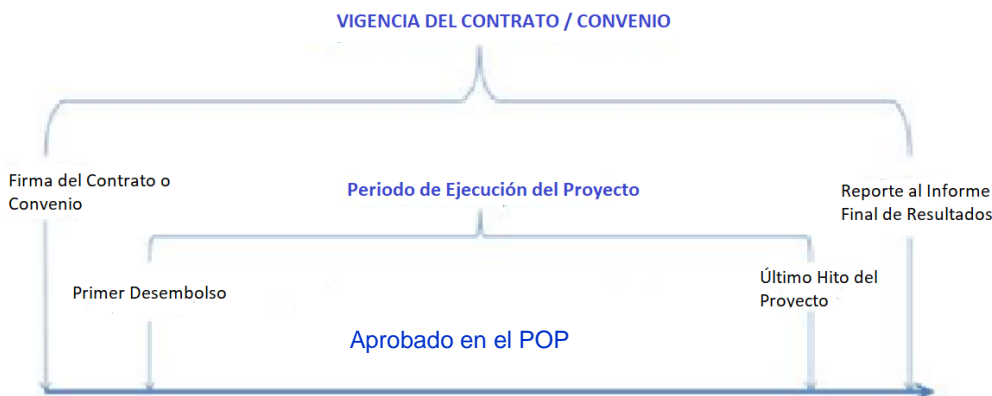 VIGENCIA DEL CONTRATO / CONVENIO
Firma del Contrato o
Convenio
Periodo de Ejecución del Proyecto
Reporte al Informe
Final de Resultados
Primer Desembolso
Último Hito del
Proyecto
Aprobado en el POP